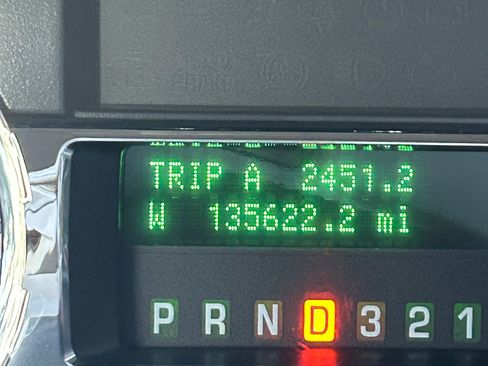 TRIP A 2451.2
W 135622.2 mi
P R N D 3 2 1